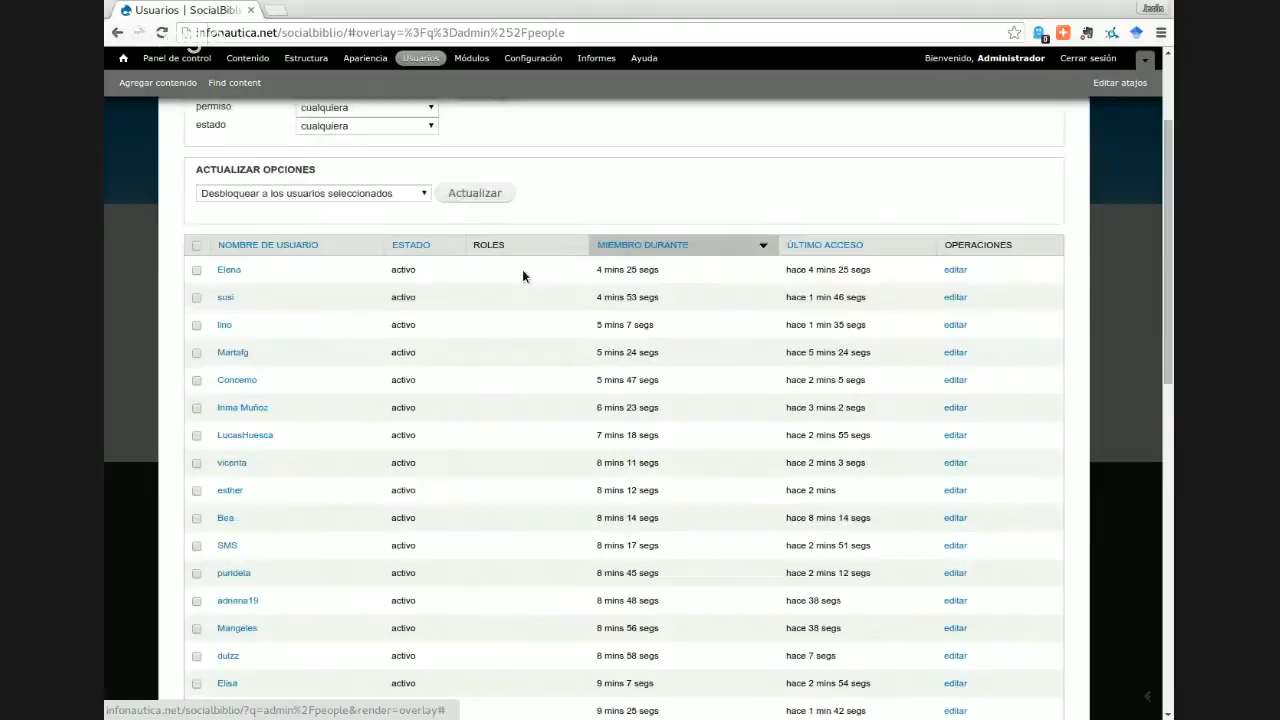 Usuarios | SocialBibli
Jesús
infonautica.net/socialbiblio/#overlay=%3Fq%3Dadmin%252Fpeople
Panel de control Contenido Estructura Apariencia Usuarios Módulos Configuración Informes Ayuda Bienvenido, Administrador Cerrar sesión
Agregar contenido Find content Editar atajos
permiso cualquiera
estado cualquiera
ACTUALIZAR OPCIONES
Desbloquear a los usuarios seleccionados Actualizar
NOMBRE DE USUARIO ESTADO ROLES MIEMBRO DURANTE ÚLTIMO ACCESO OPERACIONES
Elena activo 4 mins 25 segs hace 4 mins 25 segs editar
susi activo 4 mins 53 segs hace 1 min 46 segs editar
lino activo 5 mins 7 segs hace 1 min 35 segs editar
Martafg activo 5 mins 24 segs hace 5 mins 24 segs editar
Concemo activo 5 mins 47 segs hace 2 mins 5 segs editar
Inma Muñoz activo 6 mins 23 segs hace 3 mins 2 segs editar
LucasHuesca activo 7 mins 18 segs hace 2 mins 55 segs editar
vicenta activo 8 mins 11 segs hace 2 mins 3 segs editar
esther activo 8 mins 12 segs hace 2 mins editar
Bea activo 8 mins 14 segs hace 8 mins 14 segs editar
SMS activo 8 mins 17 segs hace 2 mins 51 segs editar
purideta activo 8 mins 45 segs hace 2 mins 12 segs editar
adriana19 activo 8 mins 48 segs hace 38 segs editar
Mangeles activo 8 mins 56 segs hace 38 segs editar
dulzz activo 8 mins 58 segs hace 7 segs editar
Elisa activo 9 mins 7 segs hace 2 mins 54 segs editar
9 mins 25 segs hace 1 min 42 segs editar
infonautica.net/socialbiblio/?q=admin%2Fpeople&render=overlay#